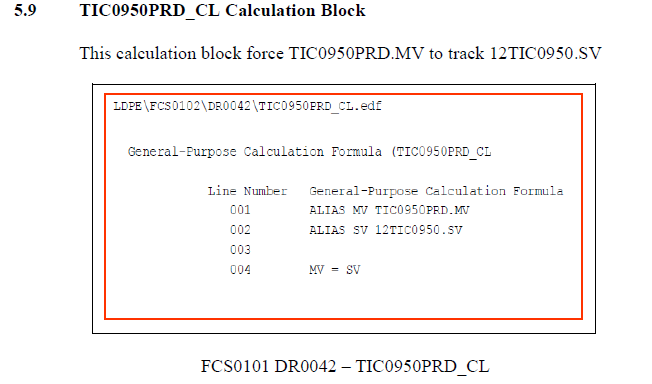 5.9 TIC0950PRD_CL Calculation Block
This calculation block force TIC0950PRD.MV to track 12TIC0950.SV
LDPE\FCS0102\DR0042\TIC0950PRD_CL.edf
General-Purpose Calculation Formula (TIC0950PRD_CL
Line Number General-Purpose Calculation Formula
001 ALIAS MV TIC0950PRD.MV
002 ALIAS SV 12TIC0950.SV
003
004 MV = SV
FCS0101 DR0042 – TIC0950PRD_CL